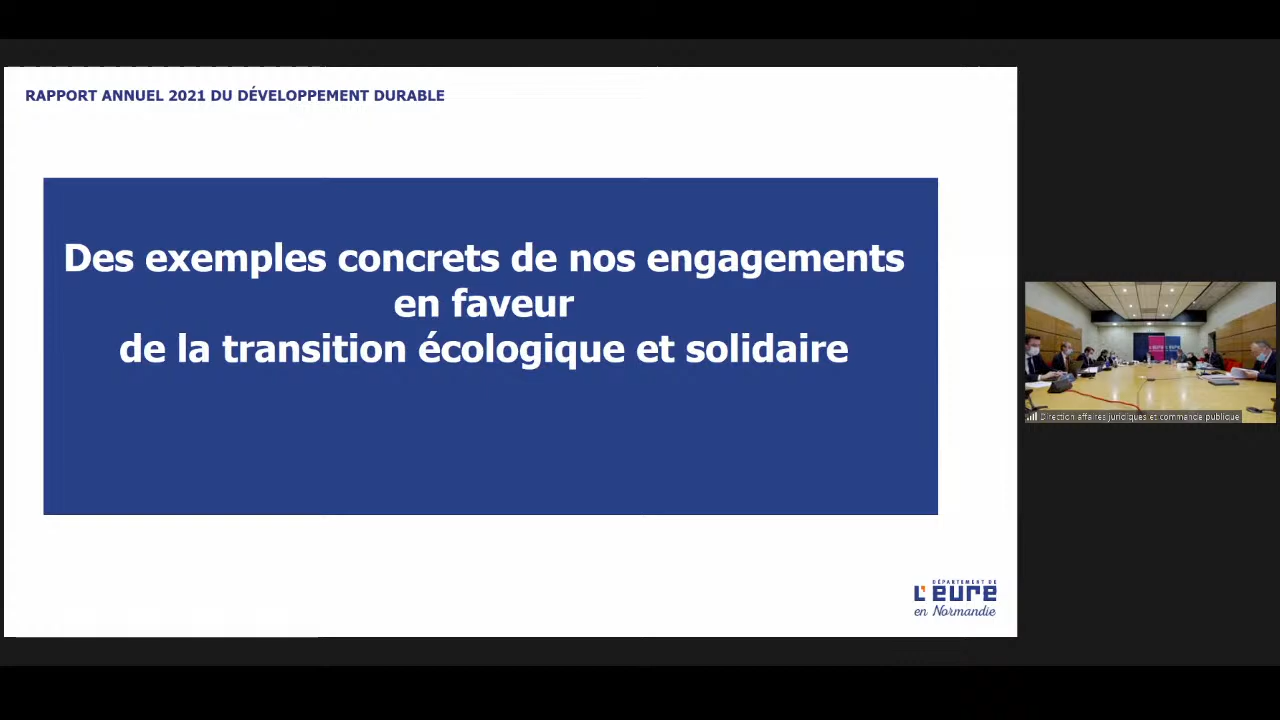 RAPPORT ANNUEL 2021 DU DÉVELOPPEMENT DURABLE
Des exemples concrets de nos engagements
en faveur
de la transition écologique et solidaire
DÉPARTEMENT DE
L'EURE
en Normandie
Direction affaires juridiques et commande publique